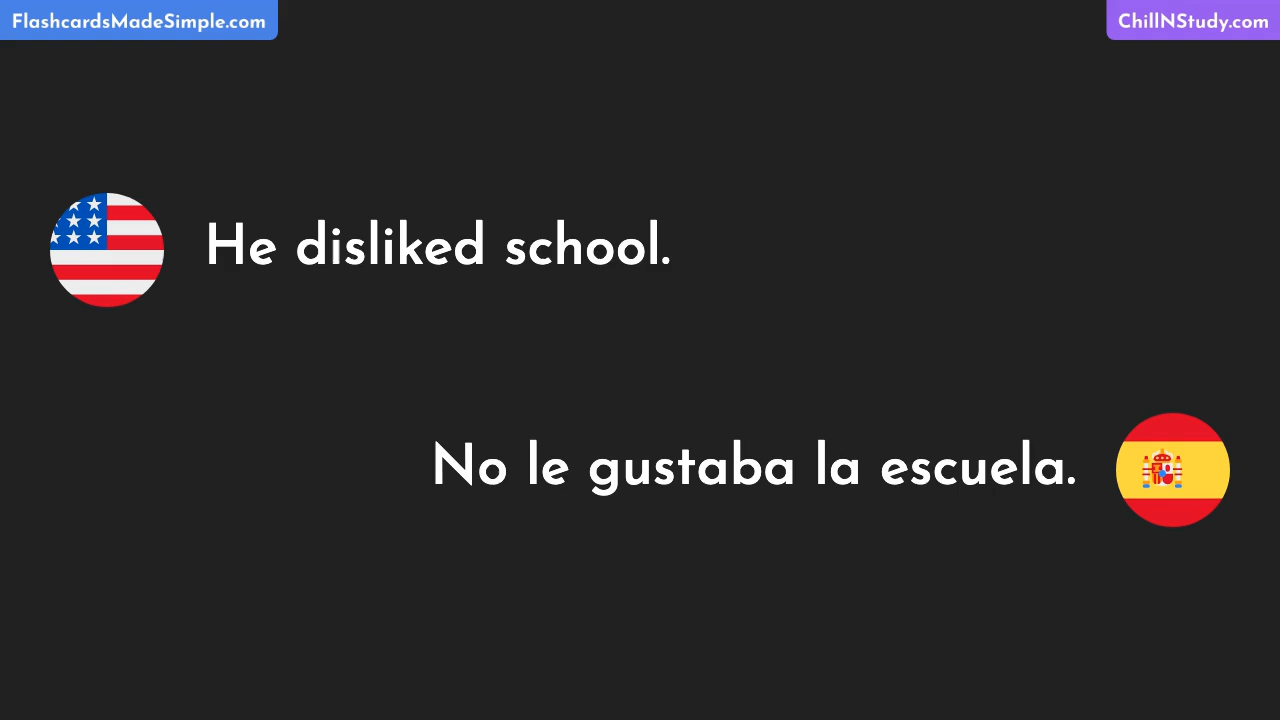 FlashcardsMadeSimple.com
ChillNStudy.com
He disliked school.
No le gustaba la escuela.